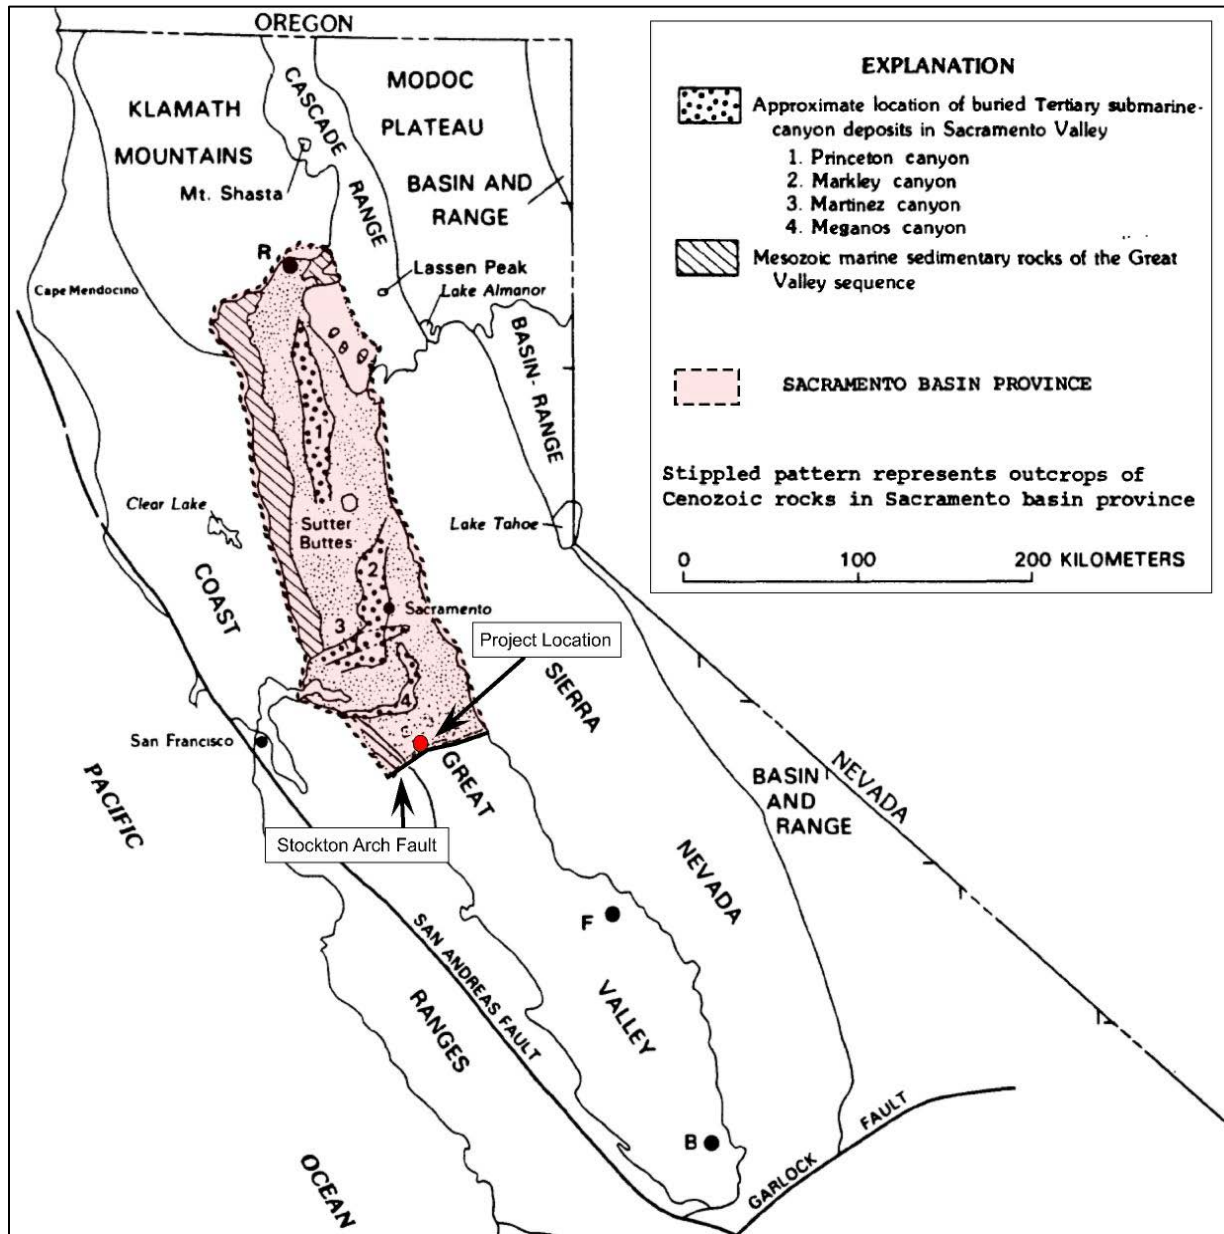 OREGON
KLAMATH
MOUNTAINS
Mt. Shasta
CASCADE
RANGE
MODOC
PLATEAU
BASIN AND
RANGE
R
Lassen Peak
Lake Almanor
Cape Mendocino
BASIN-RANGE
1
Clear Lake
Sutter
Buttes
Lake Tahoe
COAST
2
Sacramento
3
Project Location
4
SIERRA
San Francisco
GREAT
PACIFIC
Stockton Arch Fault
BASIN
AND
RANGE
NEVADA
NEVADA
F
SAN ANDREAS FAULT
VALLEY
RANGES
B
GARLOCK
FAULT
OCEAN
EXPLANATION
Approximate location of buried Tertiary submarine-
canyon deposits in Sacramento Valley
1. Princeton canyon
2. Markley canyon
3. Martinez canyon
4. Meganos canyon
Mesozoic marine sedimentary rocks of the Great
Valley sequence
SACRAMENTO BASIN PROVINCE
Stippled pattern represents outcrops of
Cenozoic rocks in Sacramento basin province
0 100 200 KILOMETERS